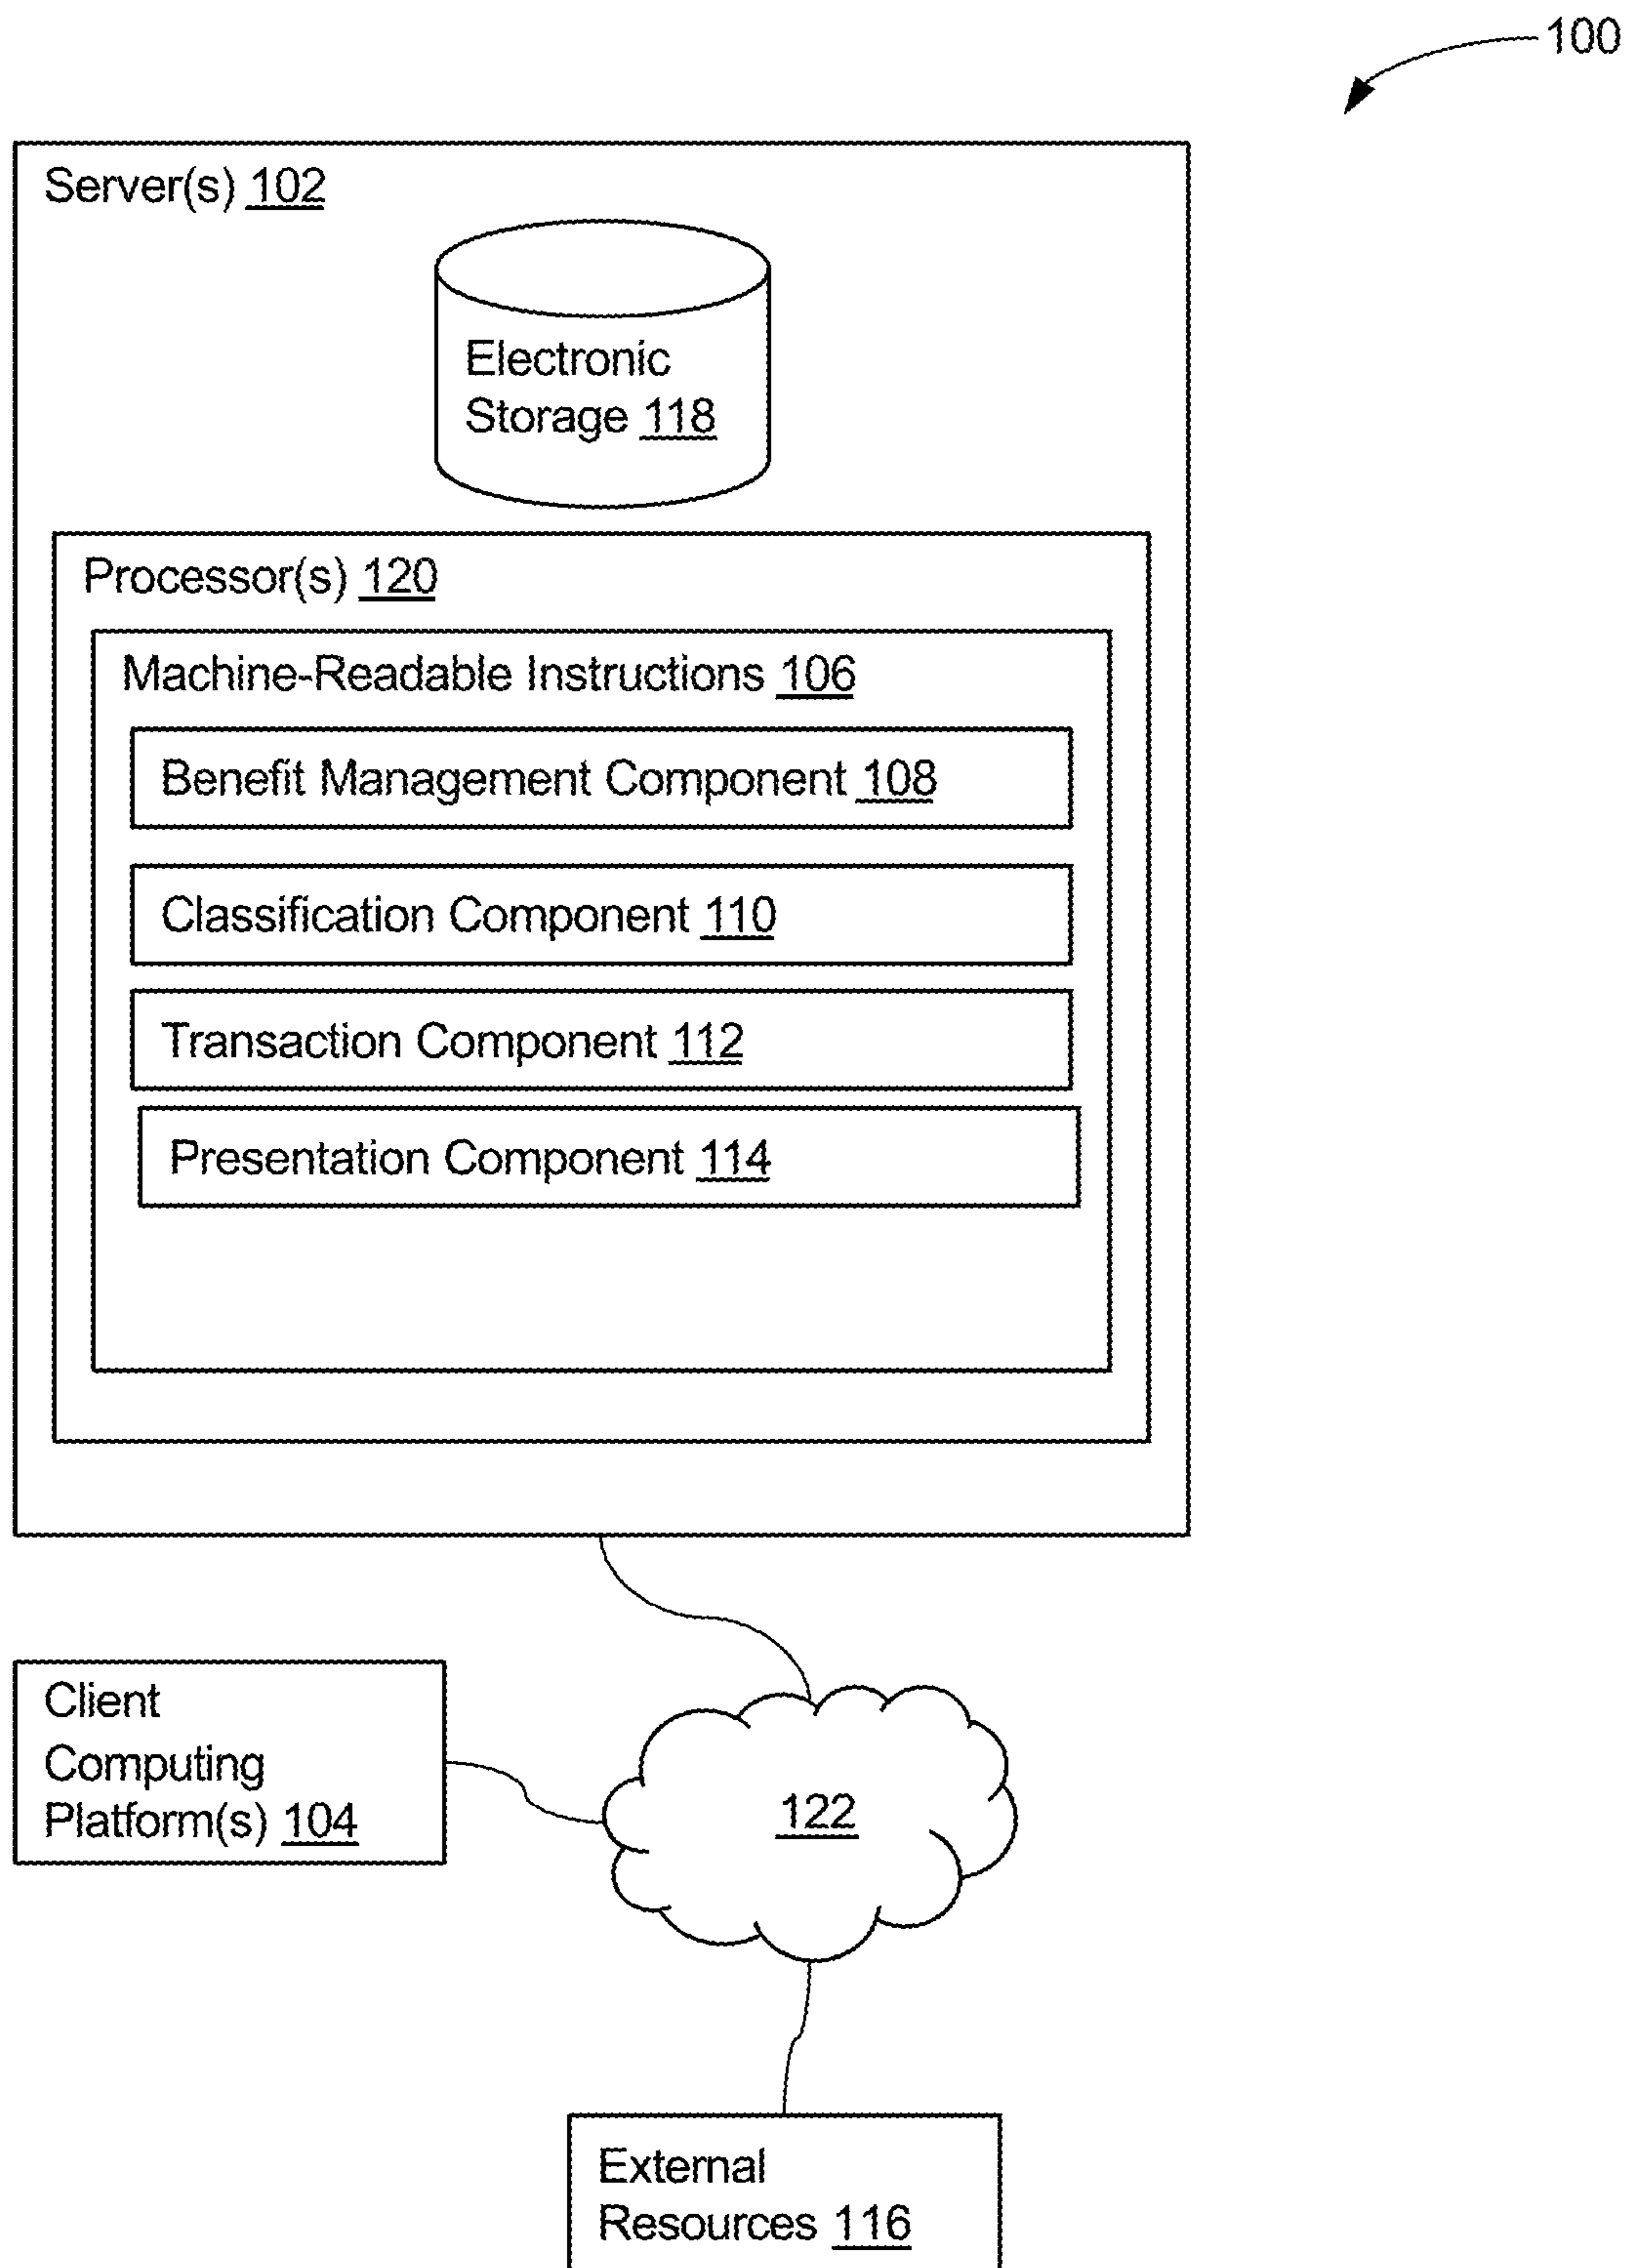 100
Server(s) 102
Electronic
Storage 118
Processor(s) 120
Machine-Readable Instructions 106
Benefit Management Component 108
Classification Component 110
Transaction Component 112
Presentation Component 114
Client
Computing
Platform(s) 104
122
External
Resources 116